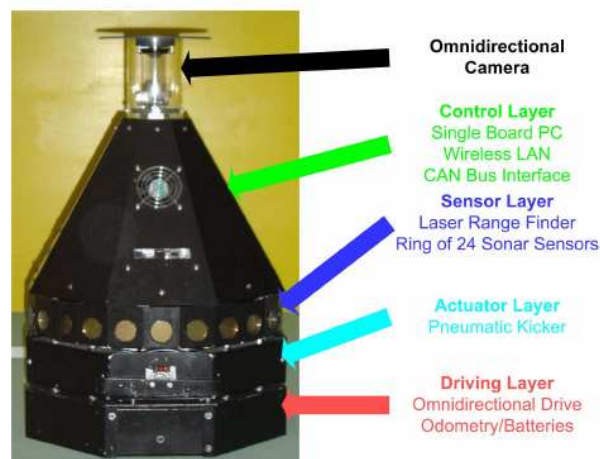 Omnidirectional
Camera
Control Layer
Single Board PC
Wireless LAN
CAN Bus Interface
Sensor Layer
Laser Range Finder
Ring of 24 Sonar Sensors
Actuator Layer
Pneumatic Kicker
Driving Layer
Omnidirectional Drive
Odometry/Batteries